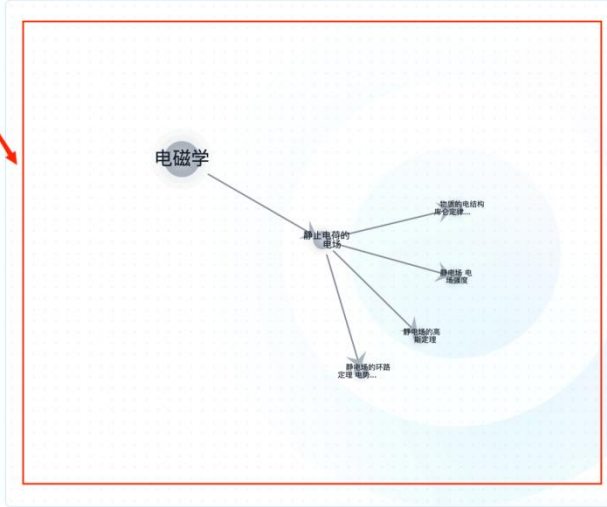 电磁学
静止电荷的
电场
物质的电结构
库仑定律...
静电场 电
场强度
静电场的高
斯定理
静电场的环路
定理 电势...